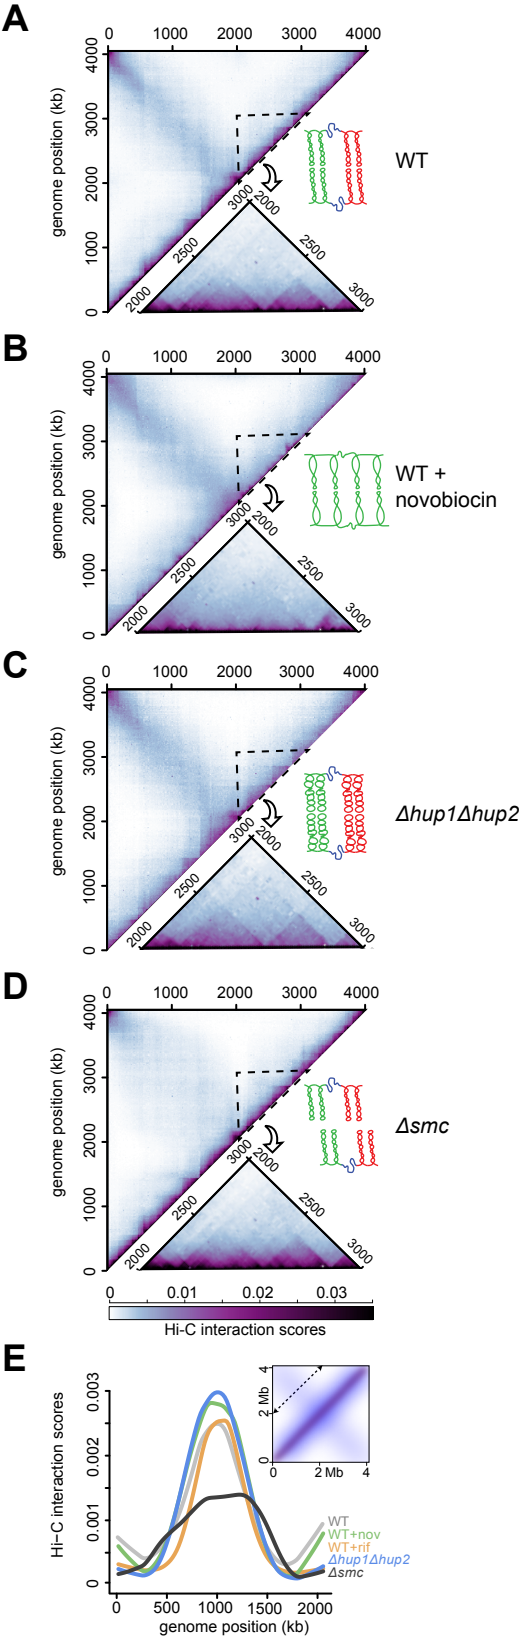 A
0 1000 2000 3000 4000
genome position (kb)
4000
3000
2000
1000
0
WT
3000 2000
2500 2500
2000 3000
B
0 1000 2000 3000 4000
genome position (kb)
4000
3000
2000
1000
0
WT +
novobiocin
3000 2000
2500 2500
2000 3000
C
0 1000 2000 3000 4000
genome position (kb)
4000
3000
2000
1000
0
Δhup1Δhup2
3000 2000
2500 2500
2000 3000
D
0 1000 2000 3000 4000
genome position (kb)
4000
3000
2000
1000
0
Δsmc
3000 2000
2500 2500
2000 3000
0 0.01 0.02 0.03
Hi-C interaction scores
E
Hi−C interaction scores
0.003
0.002
0.001
0
4
2 Mb
0
0 2 Mb 4
WT
WT+nov
WT+rif
Δhup1Δhup2
Δsmc
0 500 1000 1500 2000
genome position (kb)